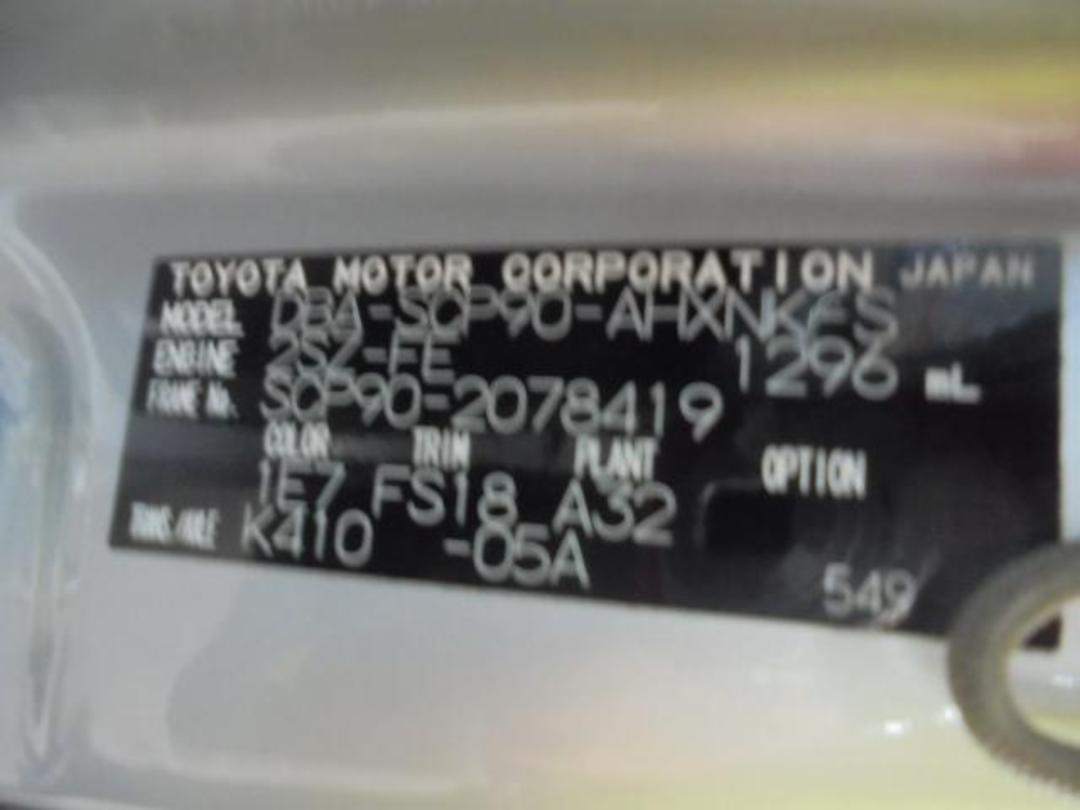 TOYOTA MOTOR CORPORATION JAPAN
MODEL DBA-SCP90-AHXNKFS
ENGINE 2SZ-FE 1296 mL
FRAME No. SCP90-2078419
COLOR TRIM PLANT OPTION
1E7 FS18 A32
TRANS./AXLE K410 -05A
549